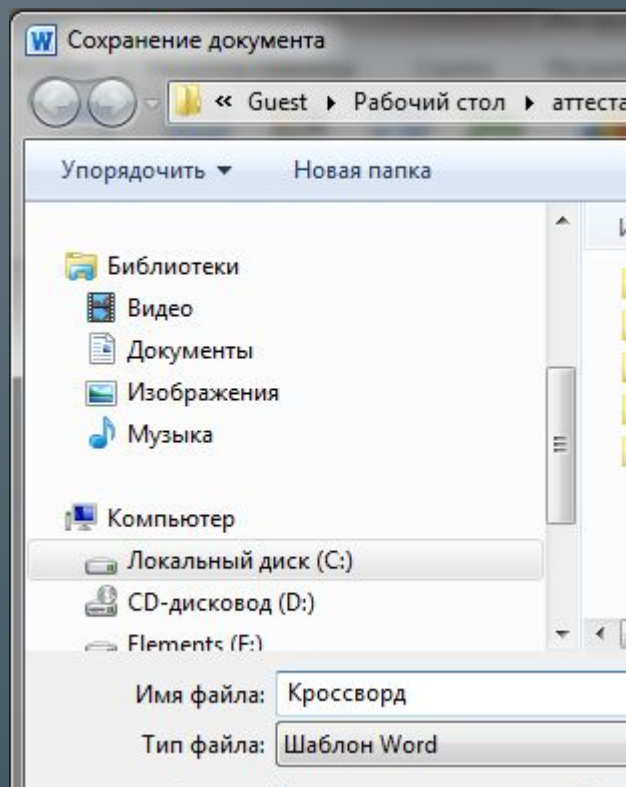 Сохранение документа
« Guest Рабочий стол
Упорядочить Новая папка
Библиотеки
Видео
Документы
Изображения
Музыка
Компьютер
Локальный диск (C:)
CD-дисковод (D:)
Elements (F:)
Имя файла: Кроссворд
Тип файла: Шаблон Word